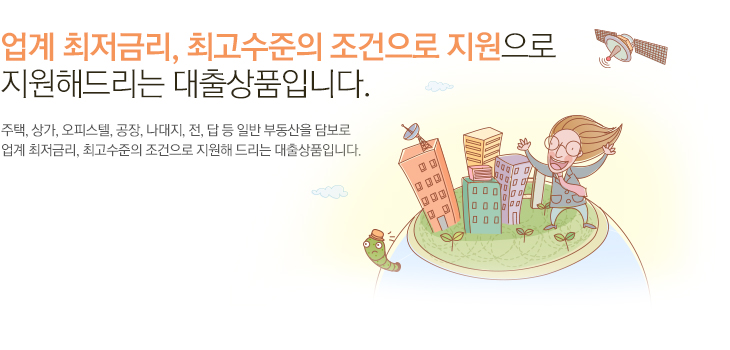 업계 최저금리, 최고수준의 조건으로 지원으로
지원해드리는 대출상품입니다.
주택, 상가, 오피스텔, 공장, 나대지, 전, 답 등 일반 부동산을 담보로
업계 최저금리, 최고수준의 조건으로 지원해 드리는 대출상품입니다.